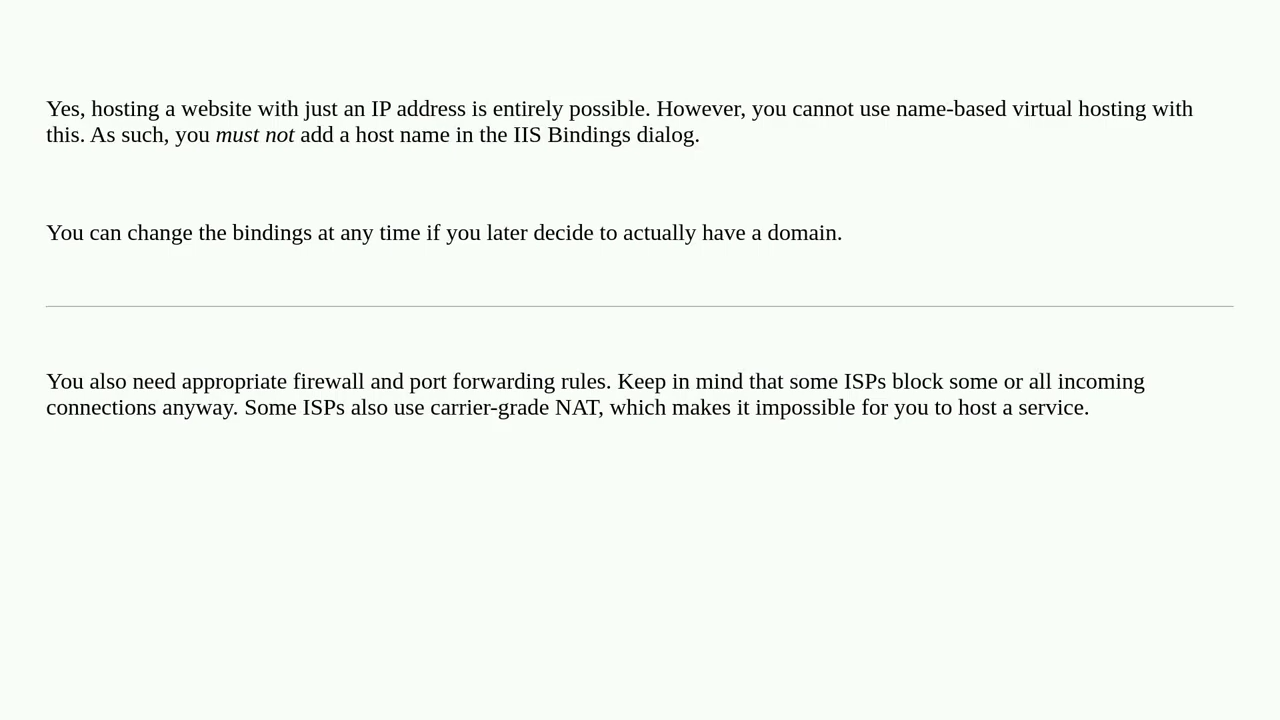 Yes, hosting a website with just an IP address is entirely possible. However, you cannot use name-based virtual hosting with
this. As such, you must not add a host name in the IIS Bindings dialog.
You can change the bindings at any time if you later decide to actually have a domain.
You also need appropriate firewall and port forwarding rules. Keep in mind that some ISPs block some or all incoming
connections anyway. Some ISPs also use carrier-grade NAT, which makes it impossible for you to host a service.